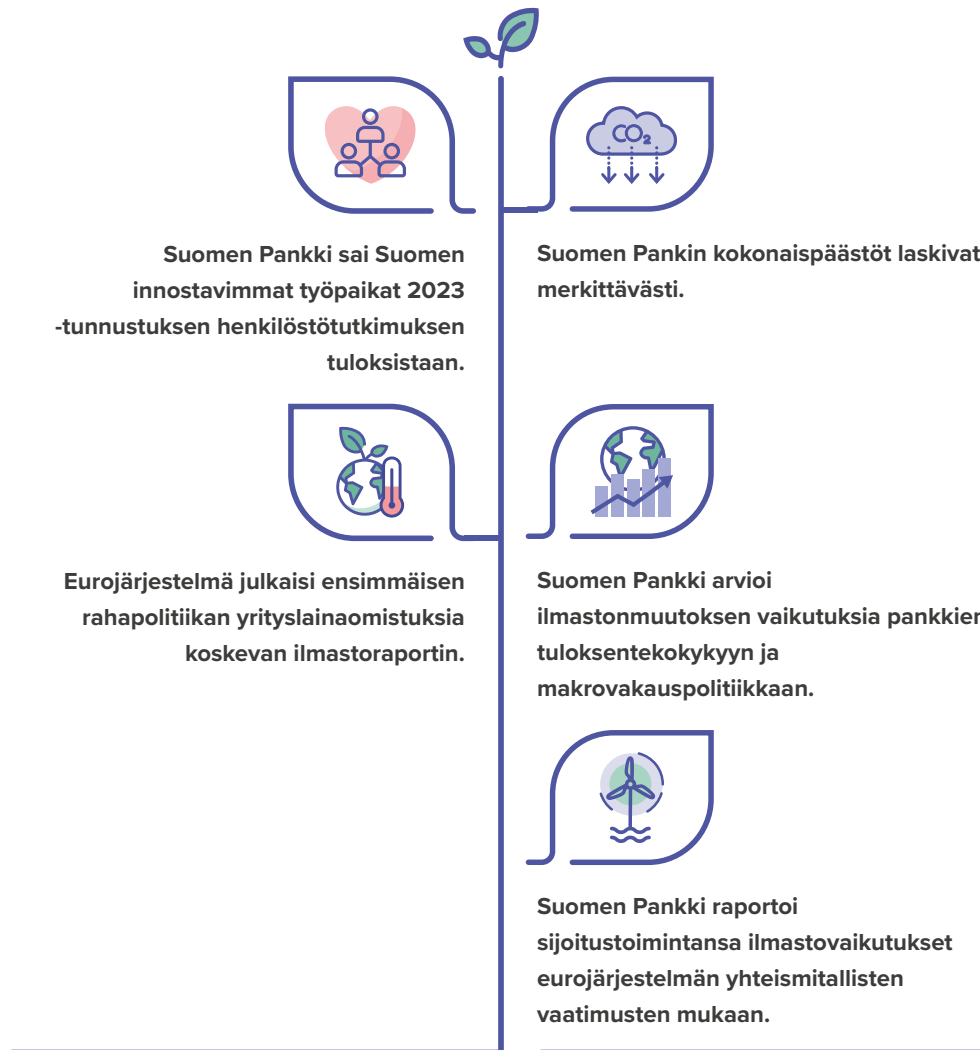 CO₂
Suomen Pankki sai Suomen
innostavimmat työpaikat 2023
-tunnustuksen henkilöstötutkimuksen
tuloksistaan.
Suomen Pankin kokonaispäästöt laskivat
merkittävästi.
Eurojärjestelmä julkaisi ensimmäisen
rahapolitiikan yrityslainaomistuksia
koskevan ilmastoraportin.
Suomen Pankki arvioi
ilmastonmuutoksen vaikutuksia pankkien
tuloksentekokykyyn ja
makrovakauspolitiikkaan.
Suomen Pankki raportoi
sijoitustoimintansa ilmastovaikutukset
eurojärjestelmän yhteismitallisten
vaatimusten mukaan.